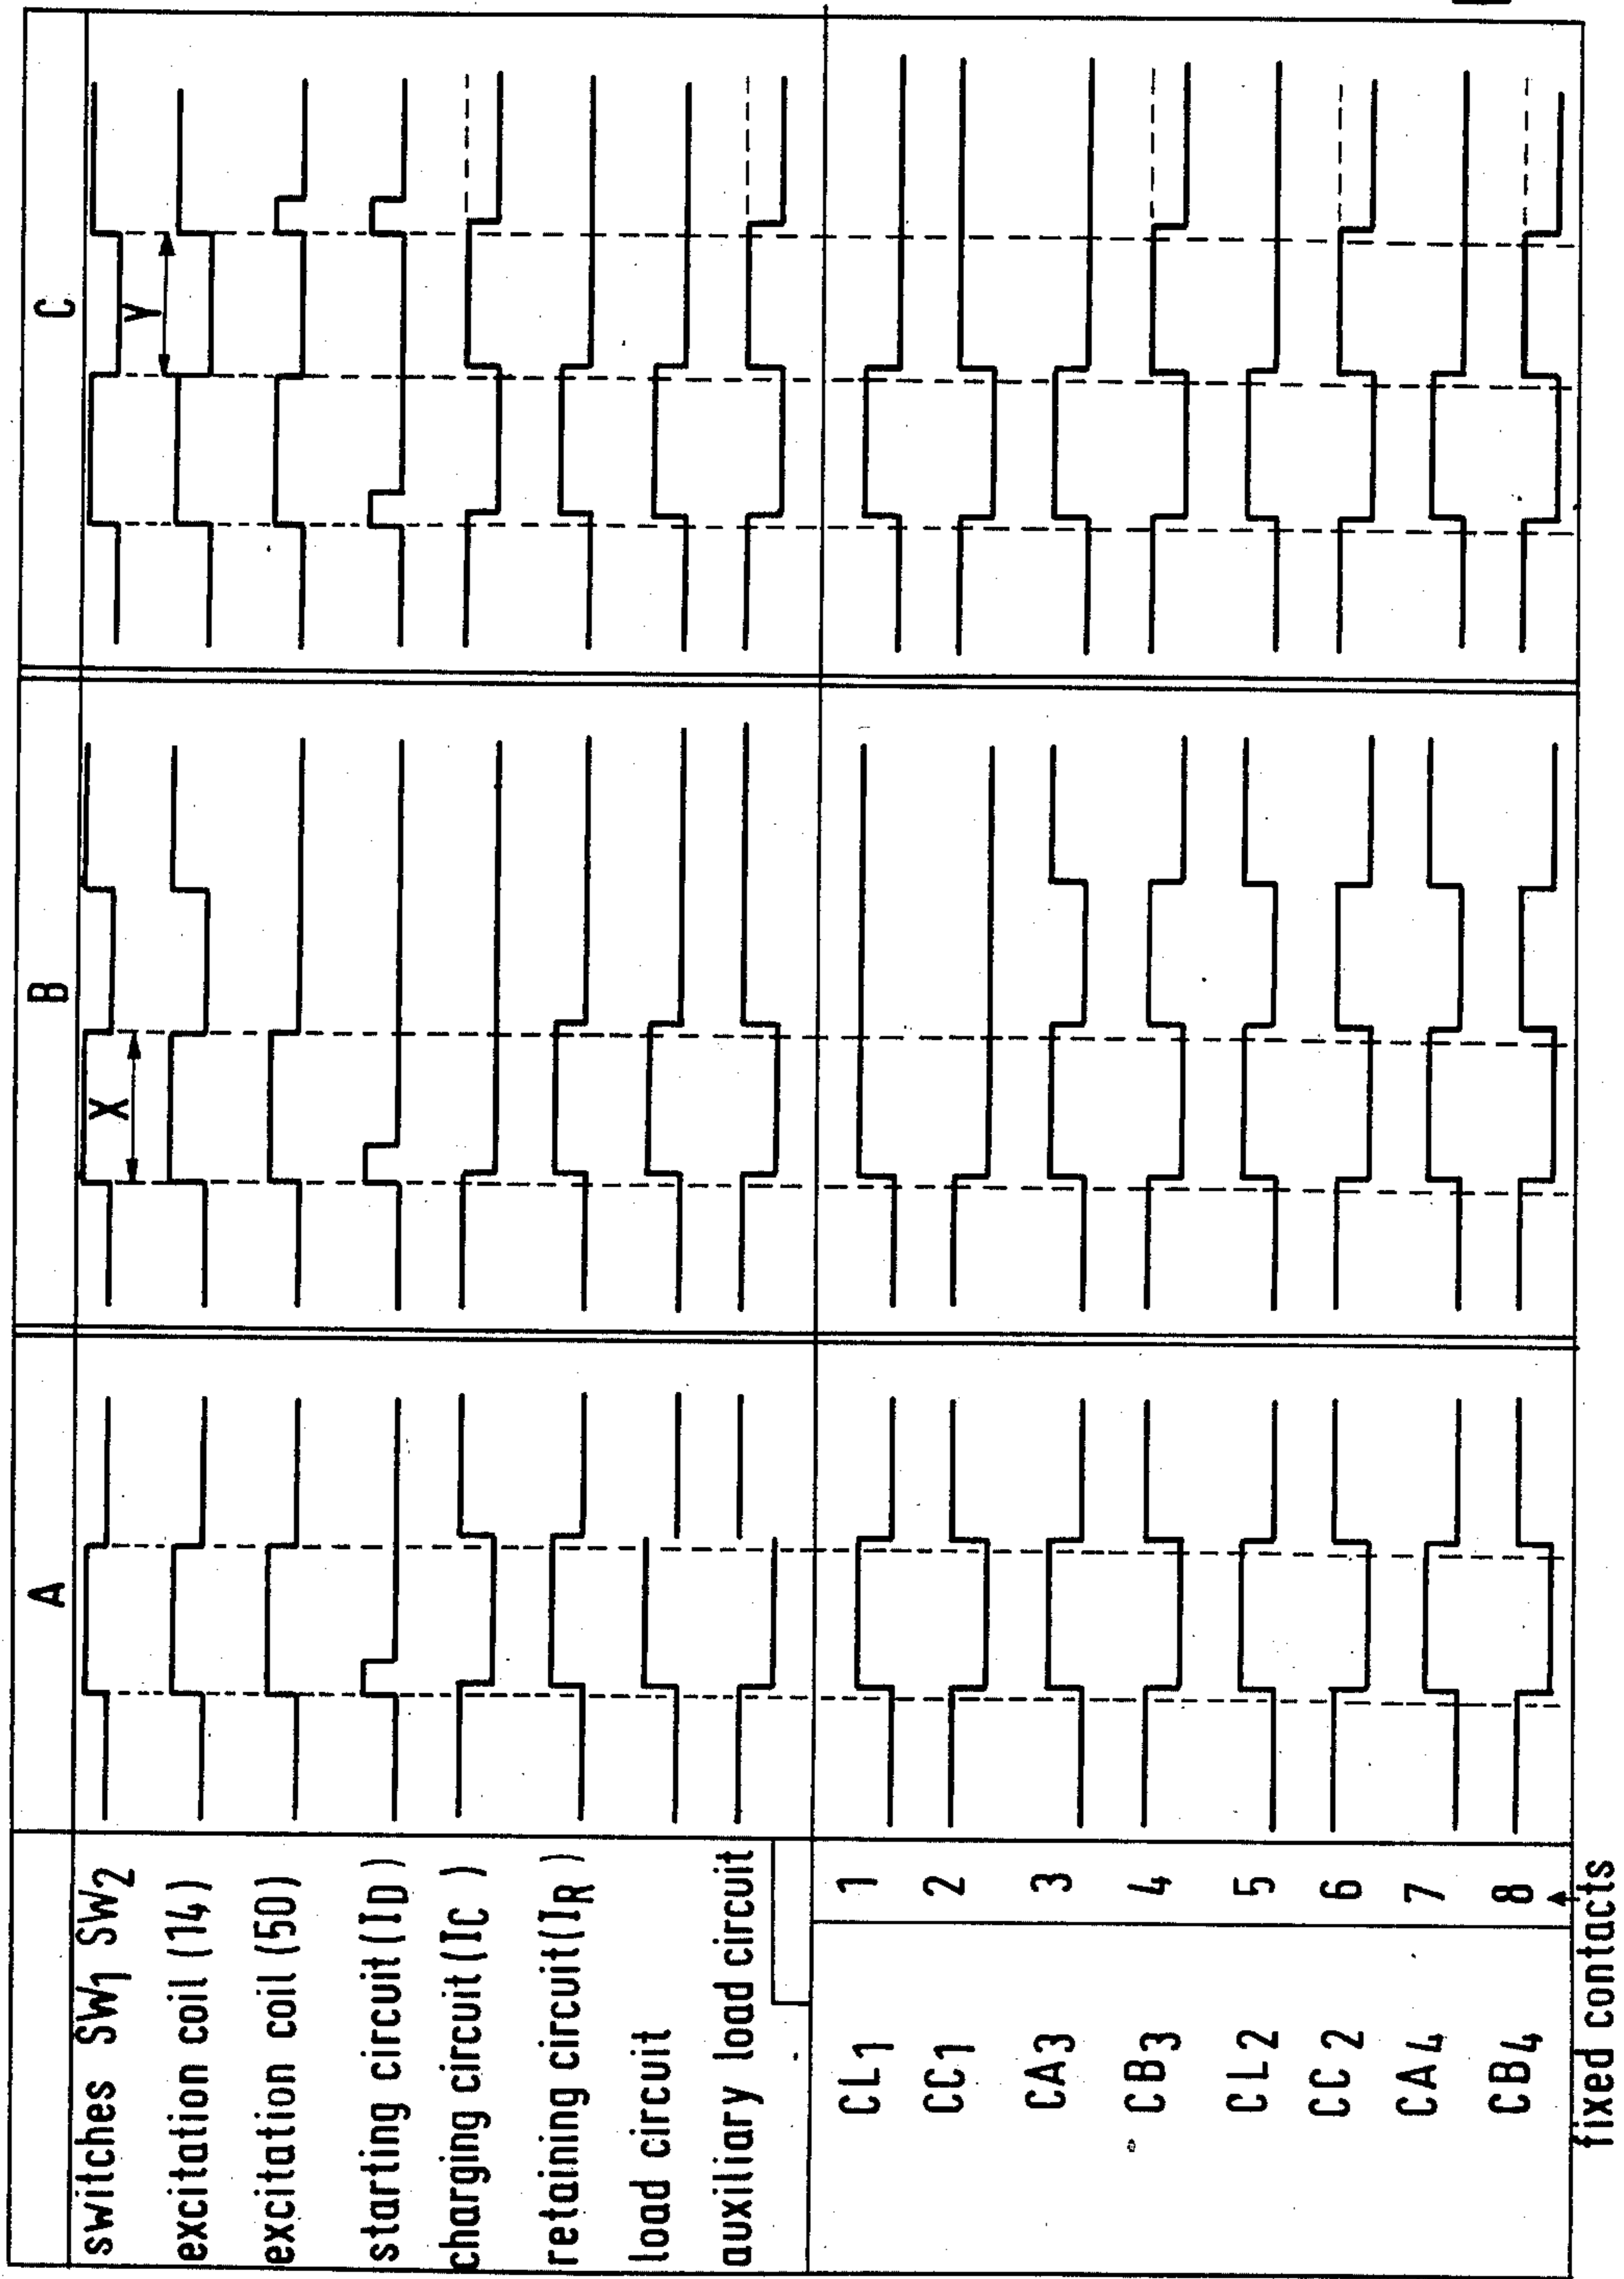 A B C
switches SW1 SW2
X
Y
excitation coil (14)
excitation coil (50)
starting circuit (ID)
charging circuit (IC)
retaining circuit (IR)
load circuit
auxiliary load circuit
CL1 1
CC1 2
CA3 3
CB3 4
CL2 5
CC2 6
CA4 7
CB4 8
fixed contacts